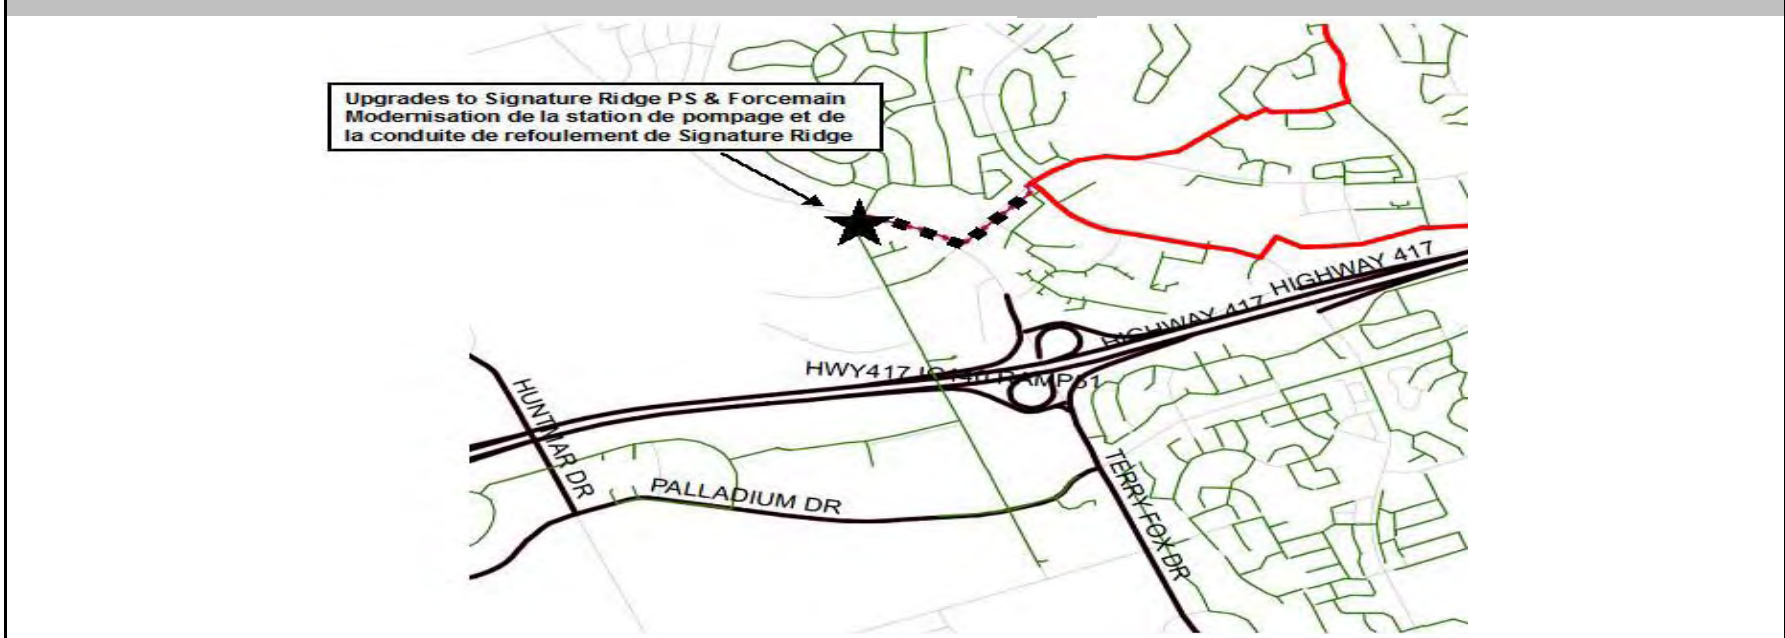 Upgrades to Signature Ridge PS & Forcemain
Modernisation de la station de pompage et de
la conduite de refoulement de Signature Ridge
HIGHWAY 417
HIGHWAY 417
HWY417
HUNTMAR DR
PALLADIUM DR
TERRY FOX DR